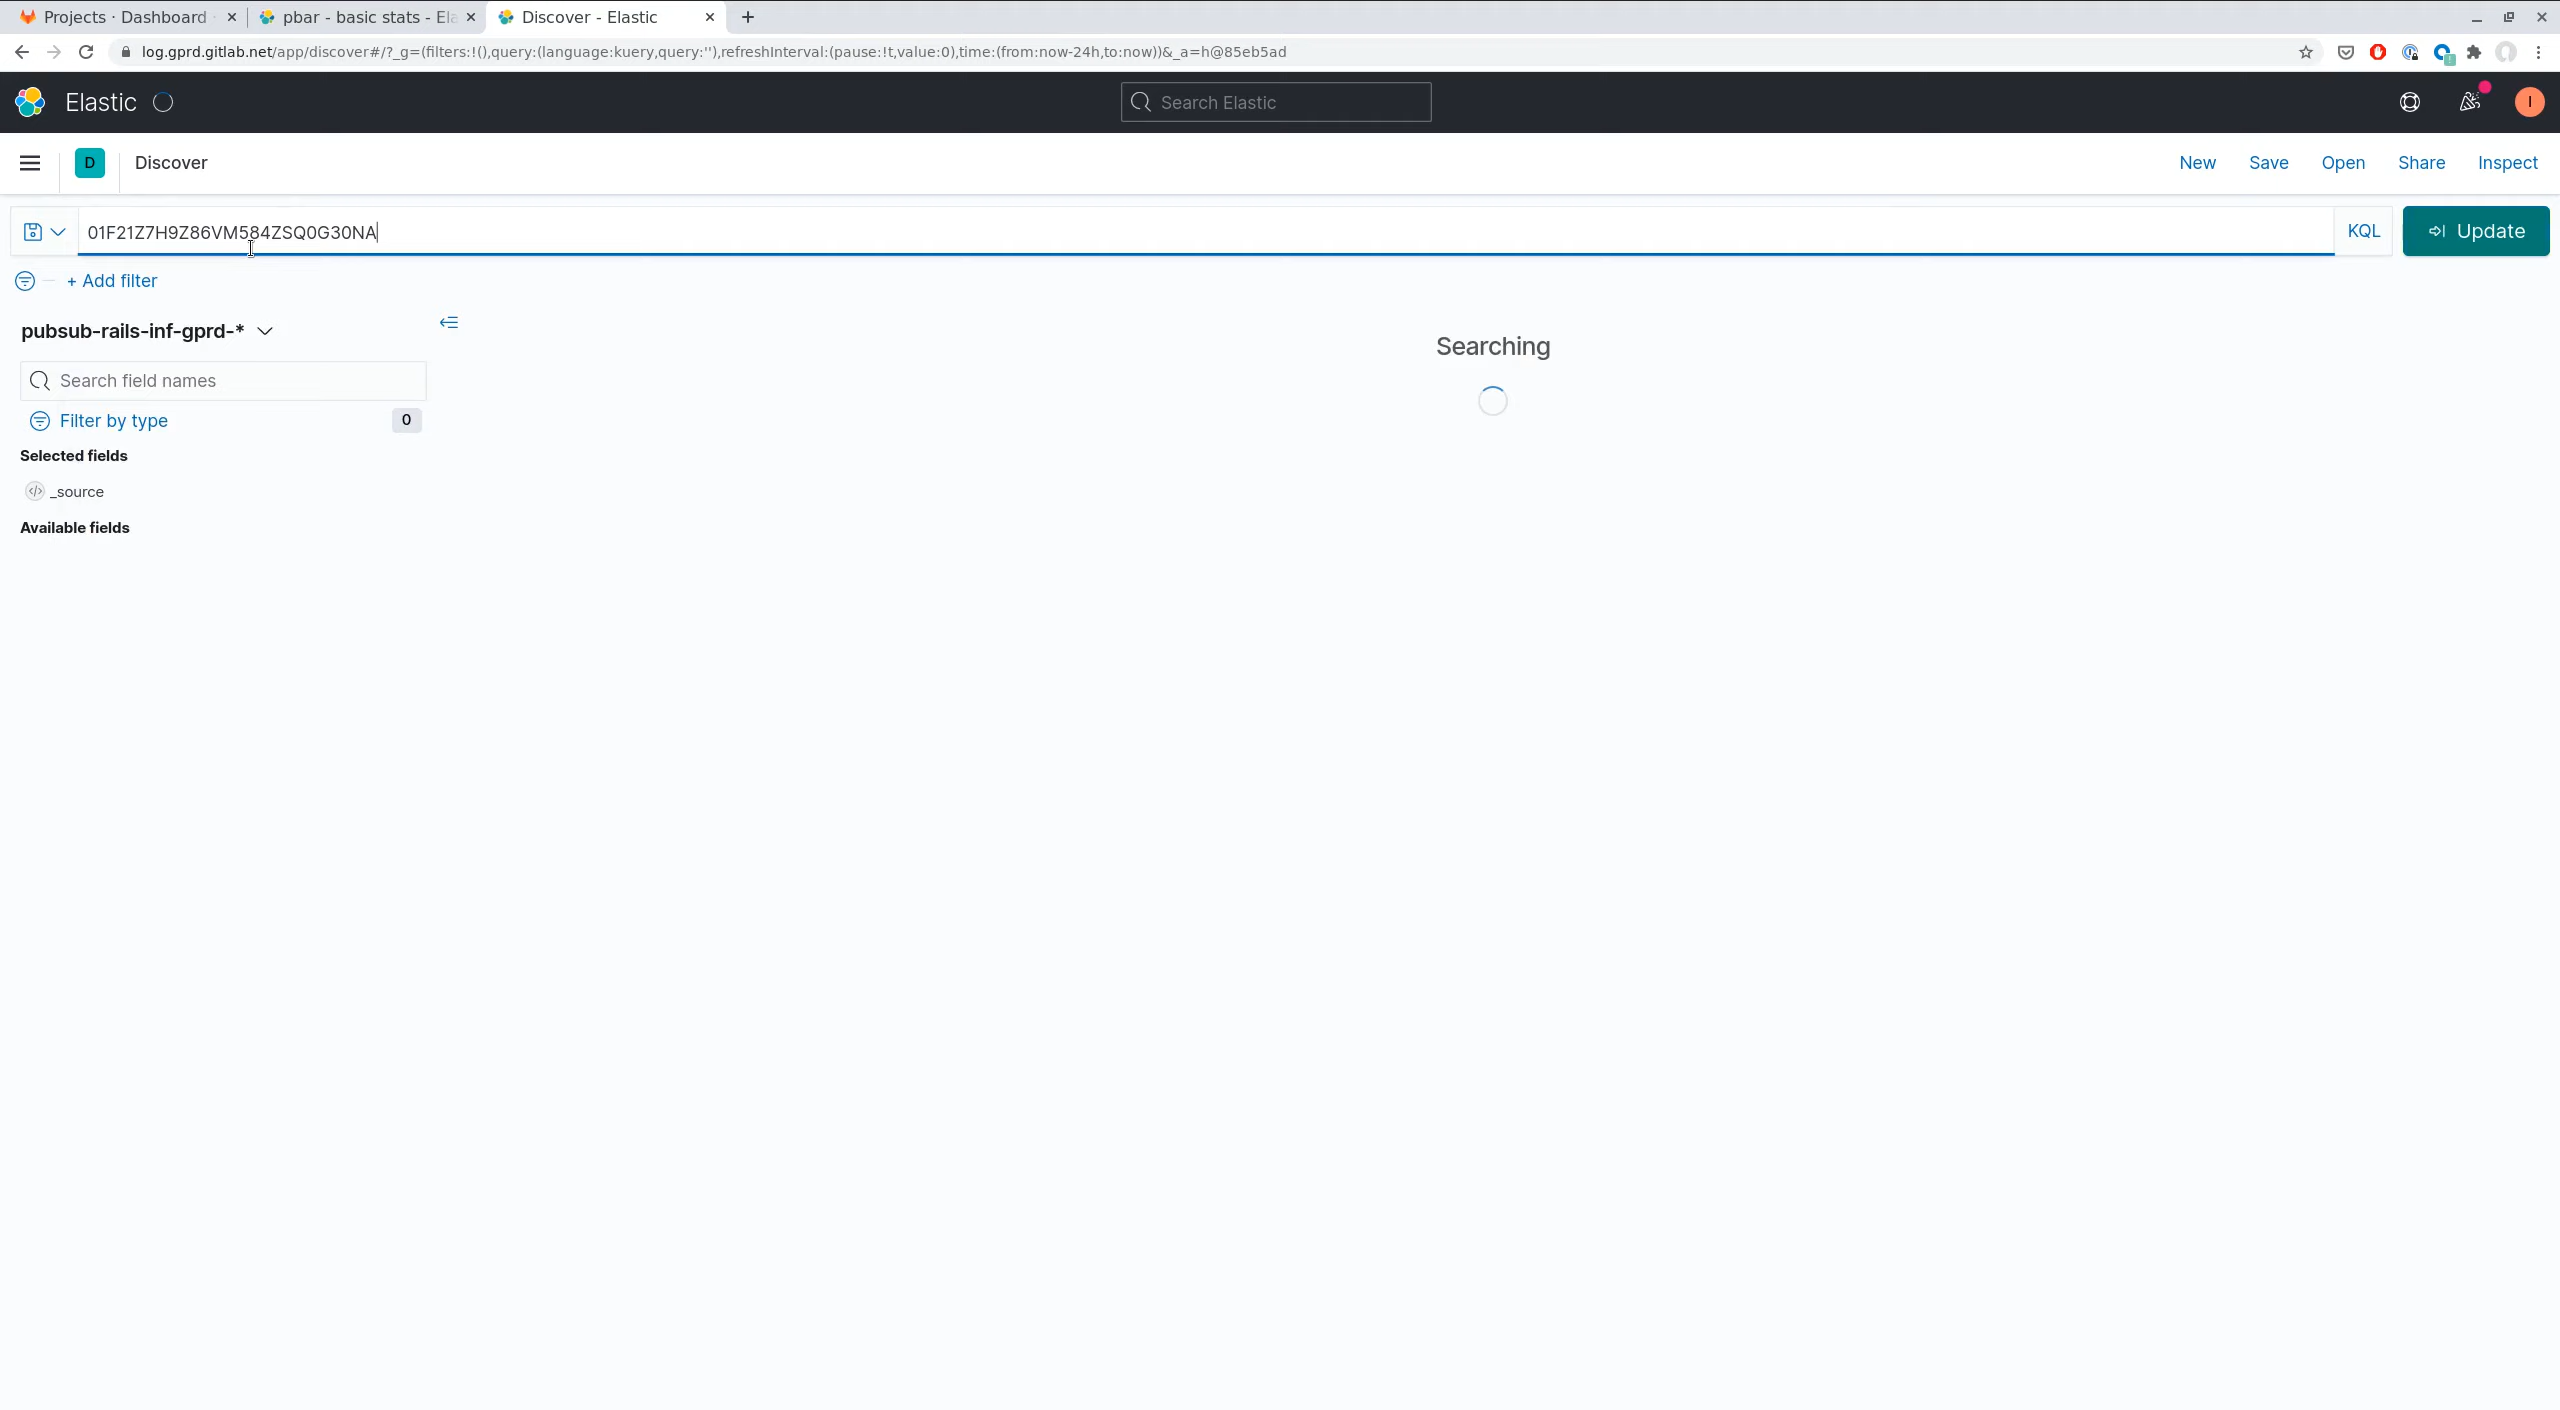 Projects · Dashboard
pbar - basic stats - Ela
Discover - Elastic
log.gprd.gitlab.net/app/discover#/?_g=(filters:!(),query:(language:kuery,query:''),refreshInterval:(pause:!t,value:0),time:(from:now-24h,to:now))&_a=h@85eb5ad
Elastic
Search Elastic
I
D
Discover
New
Save
Open
Share
Inspect
01F21Z7H9Z86VM584ZSQ0G30NA
KQL
Update
+ Add filter
pubsub-rails-inf-gprd-*
Searching
Search field names
Filter by type
0
Selected fields
_source
Available fields